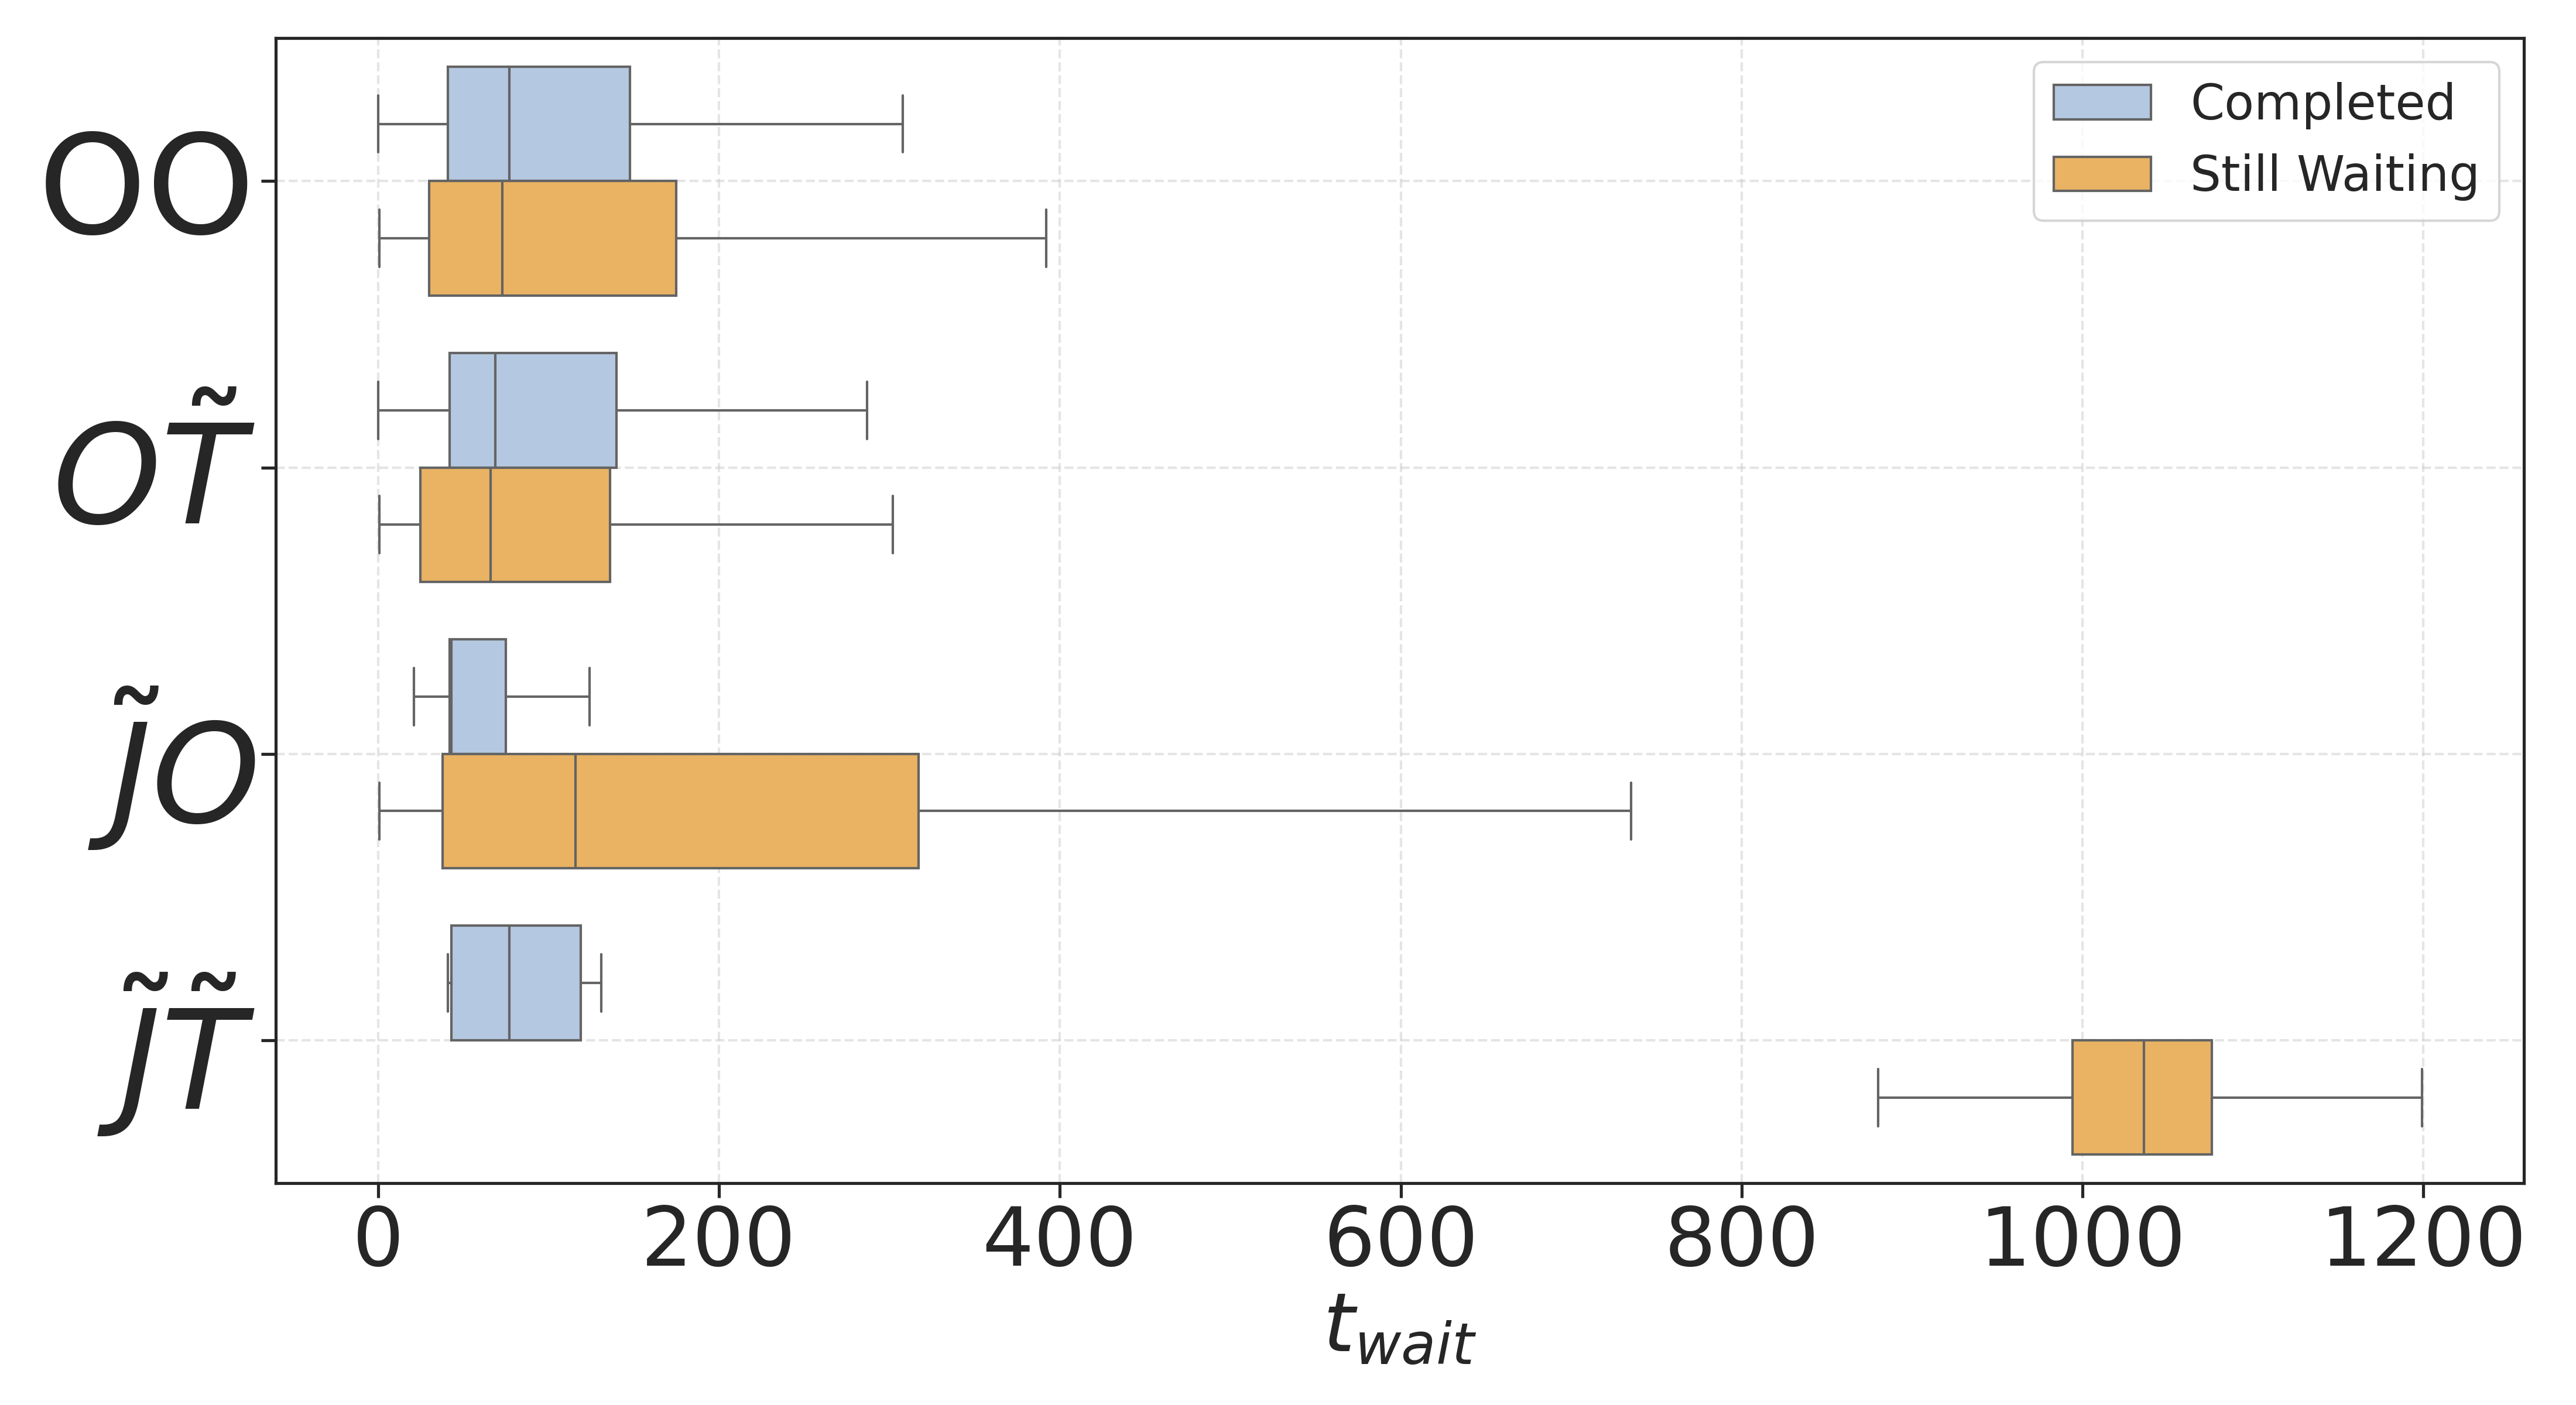 OO
Completed
Still Waiting
OT̃
J̃O
J̃T̃
0 200 400 600 800 1000 1200
t_wait